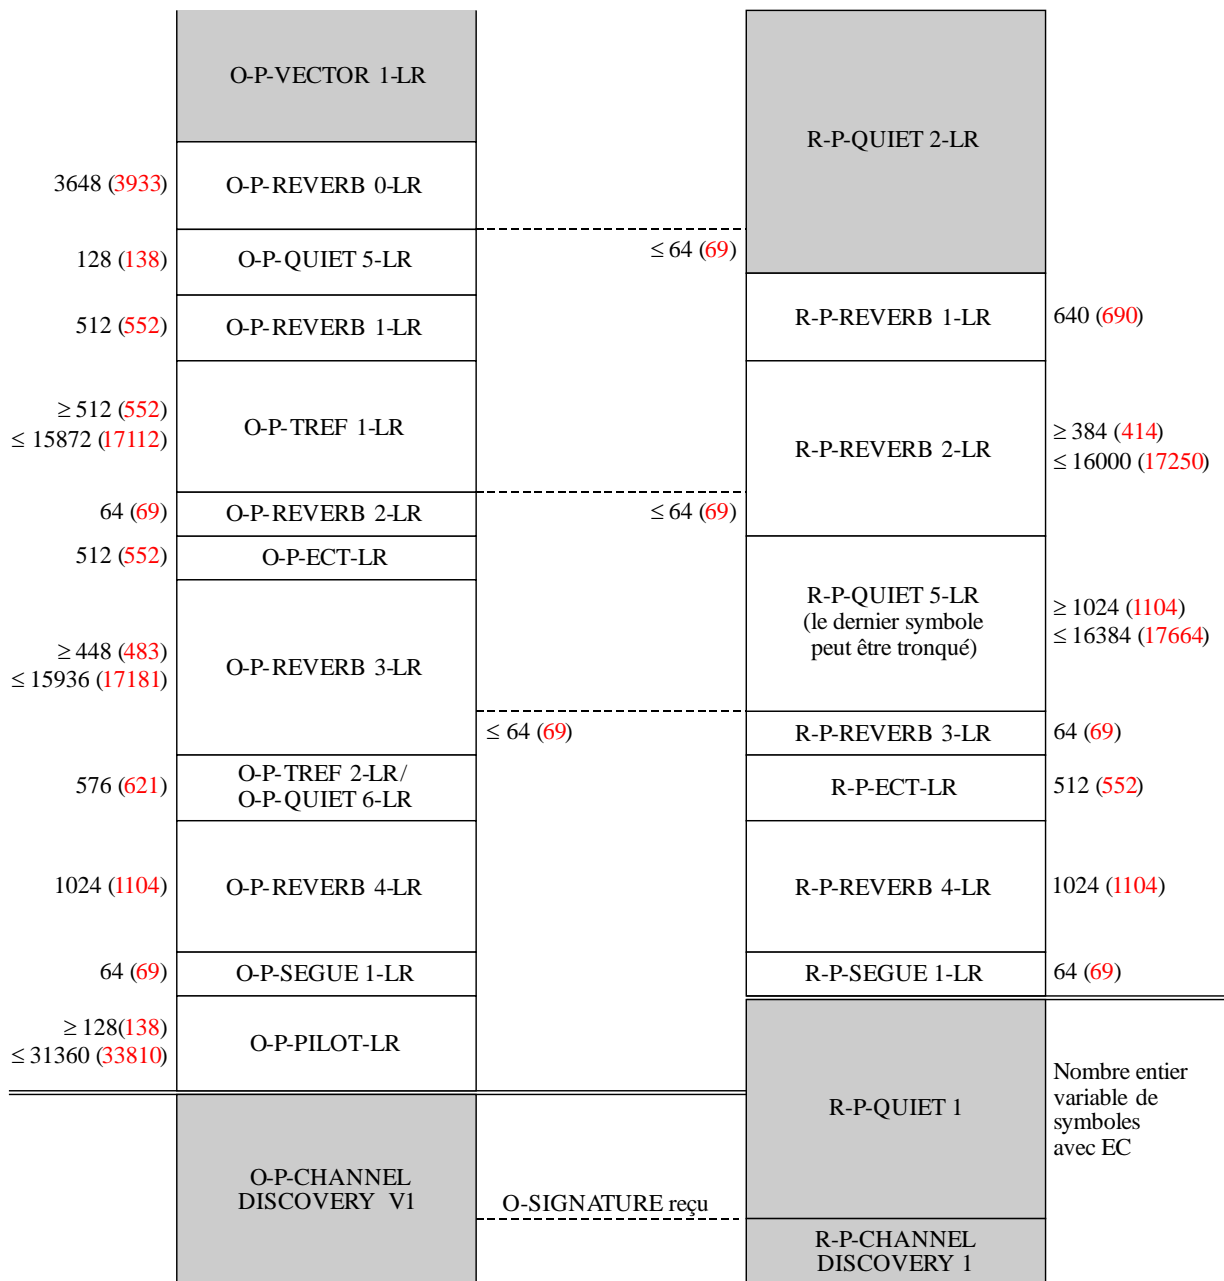 O-P-VECTOR 1-LR
R-P-QUIET 2-LR
3648 (3933)
O-P-REVERB 0-LR
128 (138)
O-P-QUIET 5-LR
≤ 64 (69)
512 (552)
O-P-REVERB 1-LR
R-P-REVERB 1-LR
640 (690)
≥ 512 (552)
≤ 15872 (17112)
O-P-TREF 1-LR
R-P-REVERB 2-LR
≥ 384 (414)
≤ 16000 (17250)
64 (69)
O-P-REVERB 2-LR
≤ 64 (69)
512 (552)
O-P-ECT-LR
R-P-QUIET 5-LR
(le dernier symbole
peut être tronqué)
≥ 1024 (1104)
≤ 16384 (17664)
≥ 448 (483)
≤ 15936 (17181)
O-P-REVERB 3-LR
≤ 64 (69)
R-P-REVERB 3-LR
64 (69)
576 (621)
O-P-TREF 2-LR/
O-P-QUIET 6-LR
R-P-ECT-LR
512 (552)
1024 (1104)
O-P-REVERB 4-LR
R-P-REVERB 4-LR
1024 (1104)
64 (69)
O-P-SEGUE 1-LR
R-P-SEGUE 1-LR
64 (69)
≥ 128(138)
≤ 31360 (33810)
O-P-PILOT-LR
R-P-QUIET 1
Nombre entier
variable de
symboles
avec EC
O-P-CHANNEL
DISCOVERY V1
O-SIGNATURE reçu
R-P-CHANNEL
DISCOVERY 1